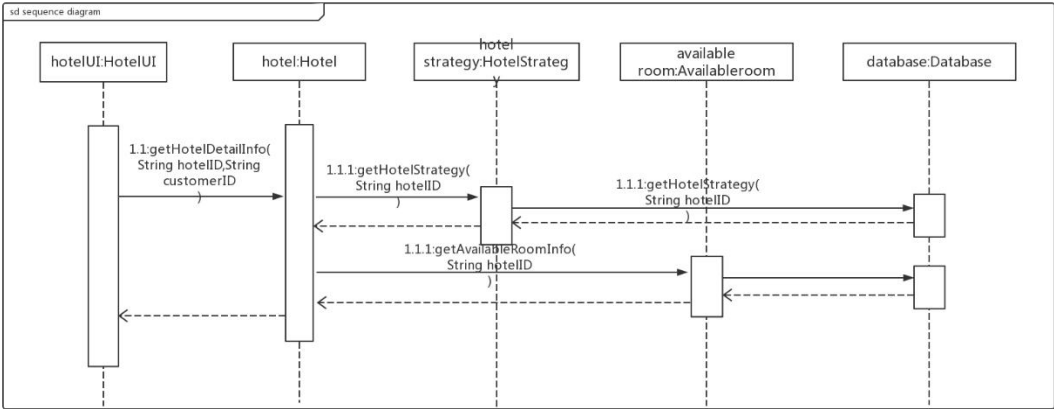 sd sequence diagram
hotelUI:HotelUI
hotel:Hotel
hotel
strategy:HotelStrateg
y
available
room:Availableroom
database:Database
1.1:getHotelDetailInfo(
String hotelID,String
customerID
)
1.1.1:getHotelStrategy(
String hotelID
)
1.1.1:getHotelStrategy(
String hotelID
)
1.1.1:getAvailableRoomInfo(
String hotelID
)